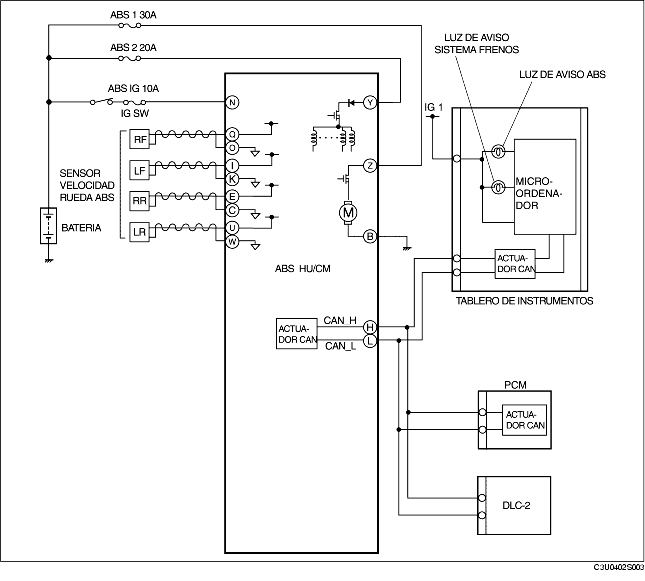 ABS 1 30A
ABS 2 20A
ABS IG 10A
IG SW
LUZ DE AVISO
SISTEMA FRENOS
LUZ DE AVISO ABS
IG 1
N
Y
Q
O
I
K
Z
E
C
U
W
M
B
RF
LF
RR
LR
SENSOR
VELOCIDAD
RUEDA ABS
BATERIA
ABS HU/CM
MICRO-
ORDENA-
DOR
ACTUA-
DOR CAN
TABLERO DE INSTRUMENTOS
ACTUA-
DOR CAN
CAN_H
CAN_L
H
L
PCM
ACTUA-
DOR CAN
DLC-2
C3U0402S003